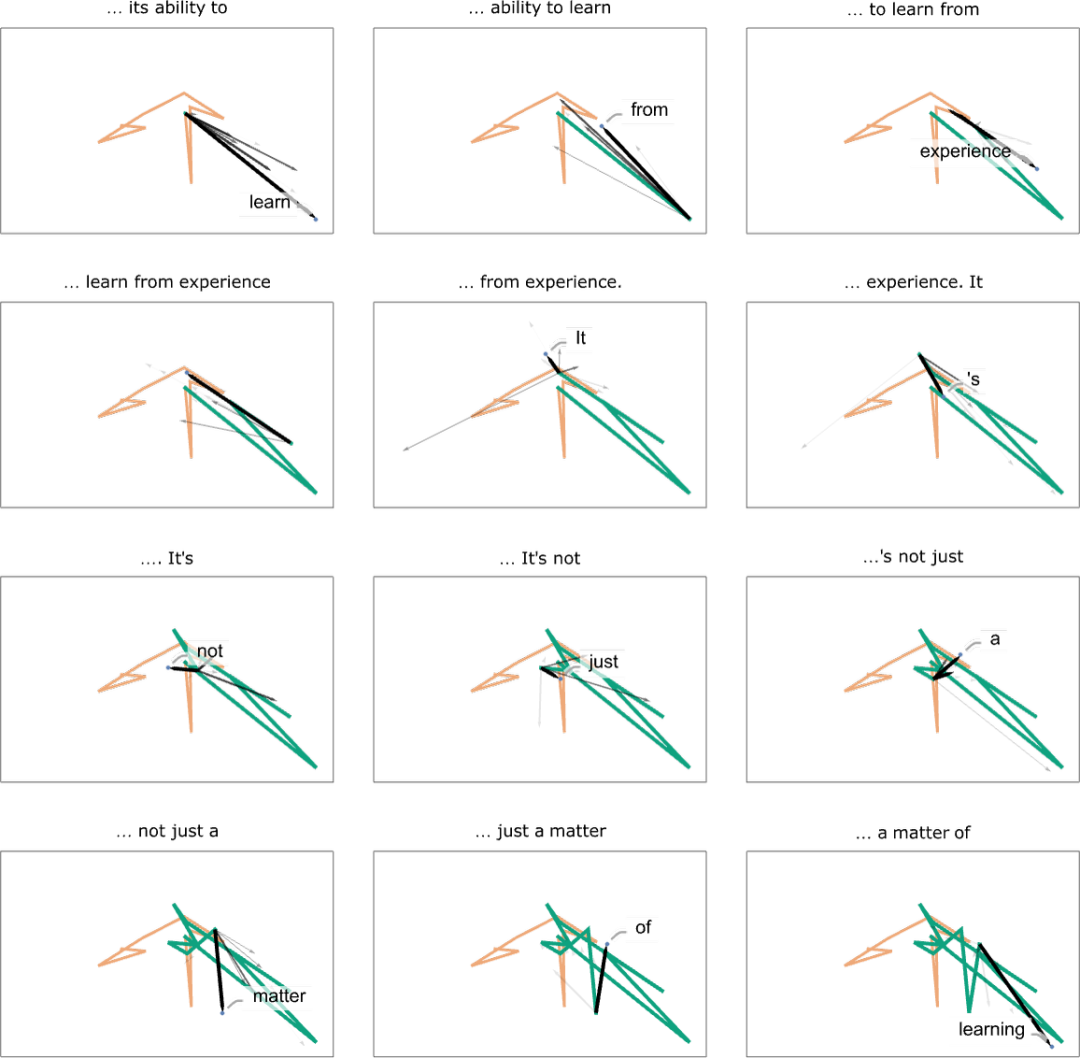 ... its ability to
... ability to learn
... to learn from
learn
from
experience
... learn from experience
... from experience.
... experience. It
It
's
.... It's
... It's not
...'s not just
not
just
a
... not just a
... just a matter
... a matter of
matter
of
learning